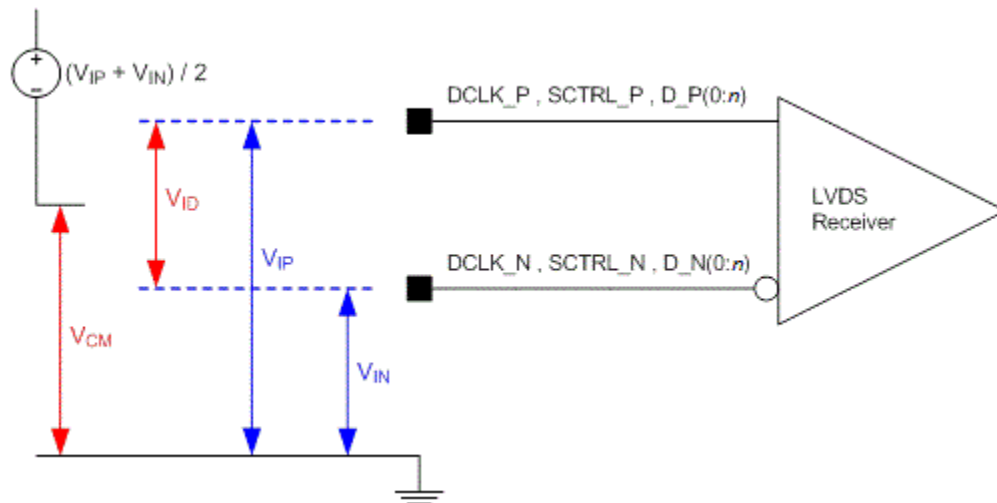 +
(VIP + VIN) / 2
–
DCLK_P , SCTRL_P , D_P(0:n)
VID
LVDS
Receiver
VIP
DCLK_N , SCTRL_N , D_N(0:n)
VCM
VIN